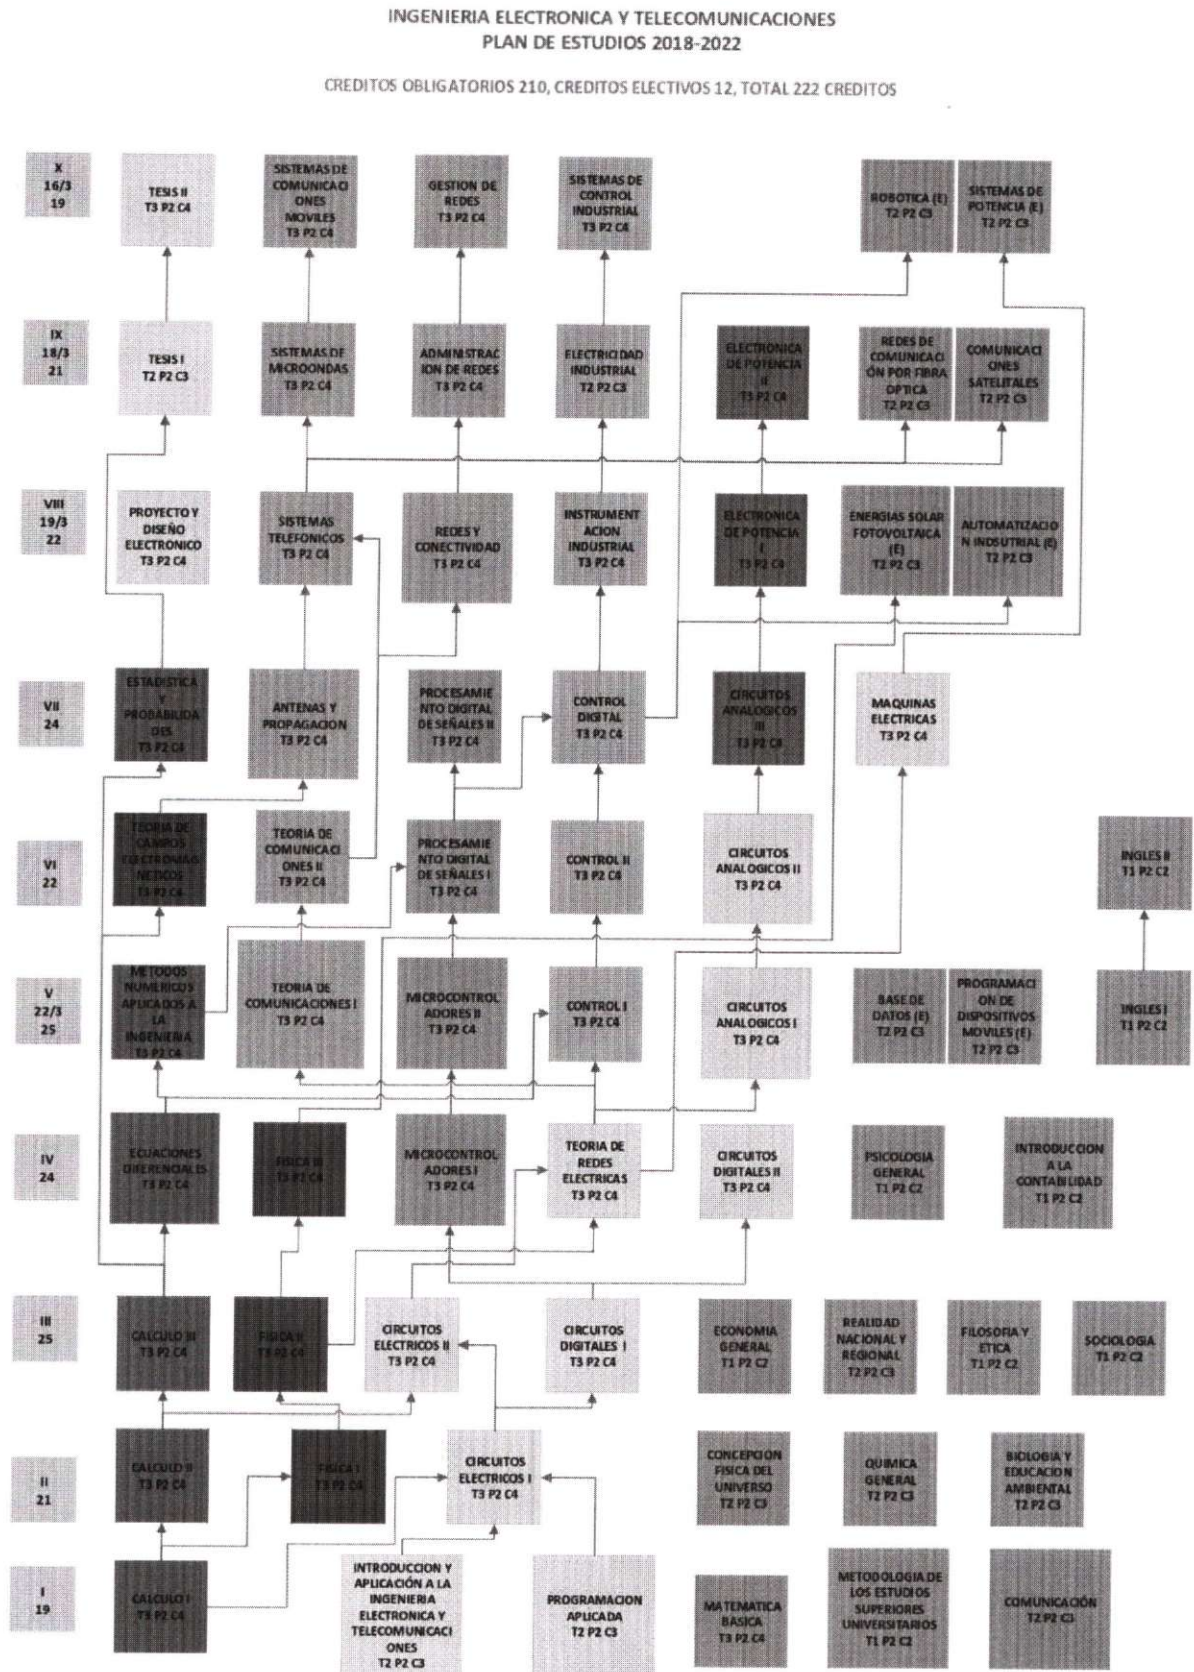 INGENIERIA ELECTRONICA Y TELECOMUNICACIONES
PLAN DE ESTUDIOS 2018-2022
CREDITOS OBLIGATORIOS 210, CREDITOS ELECTIVOS 12, TOTAL 222 CREDITOS
X
16/3
19
TESIS II
T3 P2 C4
SISTEMAS DE
COMUNICACI
ONES
MOVILES
T3 P2 C4
GESTION DE
REDES
T3 P2 C4
SISTEMAS DE
CONTROL
INDUSTRIAL
T3 P2 C4
ROBOTICA (E)
T2 P2 C3
SISTEMAS DE
POTENCIA (E)
T2 P2 C3
IX
18/3
21
TESIS I
T2 P2 C3
SISTEMAS DE
MICROONDAS
T3 P2 C4
ADMINISTRAC
ION DE REDES
T3 P2 C4
ELECTRICIDAD
INDUSTRIAL
T2 P2 C3
ELECTRONICA
DE POTENCIA
II
T3 P2 C4
REDES DE
COMUNICACI
ÓN POR FIBRA
OPTICA
T2 P2 C3
COMUNICACI
ONES
SATELITALES
T2 P2 C3
VIII
19/3
22
PROYECTO Y
DISEÑO
ELECTRONICO
T3 P2 C4
SISTEMAS
TELEFONICOS
T3 P2 C4
REDES Y
CONECTIVIDAD
T3 P2 C4
INSTRUMENT
ACION
INDUSTRIAL
T3 P2 C4
ELECTRONICA
DE POTENCIA
I
T3 P2 C4
ENERGIAS SOLAR
FOTOVOLTAICA
(E)
T2 P2 C3
AUTOMATIZACIO
N INDSUTRIAL (E)
T2 P2 C3
VII
24
ESTADISTICA
Y
PROBABILIDA
DES
T3 P2 C4
ANTENAS Y
PROPAGACION
T3 P2 C4
PROCESAMIE
NTO DIGITAL
DE SEÑALES II
T3 P2 C4
CONTROL
DIGITAL
T3 P2 C4
CIRCUITOS
ANALOGICOS
III
T3 P2 C4
MAQUINAS
ELECTRICAS
T3 P2 C4
VI
22
TEORIA DE
CAMPOS
ELECTROMAG
NETICOS
T3 P2 C4
TEORIA DE
COMUNICACI
ONES II
T3 P2 C4
PROCESAMIE
NTO DIGITAL
DE SEÑALES I
T3 P2 C4
CONTROL II
T3 P2 C4
CIRCUITOS
ANALOGICOS II
T3 P2 C4
INGLES II
T1 P2 C2
V
22/3
25
METODOS
NUMERICOS
APLICADOS A
LA
INGENIERIA
T3 P2 C4
TEORIA DE
COMUNICACIONES I
T3 P2 C4
MICROCONTROL
ADORES II
T3 P2 C4
CONTROL I
T3 P2 C4
CIRCUITOS
ANALOGICOS I
T3 P2 C4
BASE DE
DATOS (E)
T2 P2 C3
PROGRAMACI
ON DE
DISPOSITIVOS
MOVILES (E)
T2 P2 C3
INGLES I
T1 P2 C2
IV
24
ECUACIONES
DIFERENCIALES
T3 P2 C4
FISICA III
T3 P2 C4
MICROCONTROL
ADORES I
T3 P2 C4
TEORIA DE
REDES
ELECTRICAS
T3 P2 C4
CIRCUITOS
DIGITALES II
T3 P2 C4
PSICOLOGIA
GENERAL
T1 P2 C2
INTRODUCCION
A LA
CONTABILIDAD
T1 P2 C2
III
25
CALCULO III
T3 P2 C4
FISICA II
T3 P2 C4
CIRCUITOS
ELECTRICOS II
T3 P2 C4
CIRCUITOS
DIGITALES I
T3 P2 C4
ECONOMIA
GENERAL
T1 P2 C2
REALIDAD
NACIONAL Y
REGIONAL
T2 P2 C3
FILOSOFIA Y
ETICA
T1 P2 C2
SOCIOLOGIA
T1 P2 C2
II
21
CALCULO II
T3 P2 C4
FISICA I
T3 P2 C4
CIRCUITOS
ELECTRICOS I
T3 P2 C4
CONCEPCION
FISICA DEL
UNIVERSO
T2 P2 C3
QUIMICA
GENERAL
T2 P2 C3
BIOLOGIA Y
EDUCACION
AMBIENTAL
T2 P2 C3
I
19
CALCULO I
T3 P2 C4
INTRODUCCION Y
APLICACIÓN A LA
INGENIERIA
ELECTRONICA Y
TELECOMUNICACI
ONES
T2 P2 C3
PROGRAMACION
APLICADA
T2 P2 C3
MATEMATICA
BASICA
T3 P2 C4
METODOLOGIA DE
LOS ESTUDIOS
SUPERIORES
UNIVERSITARIOS
T1 P2 C2
COMUNICACIÓN
T2 P2 C3